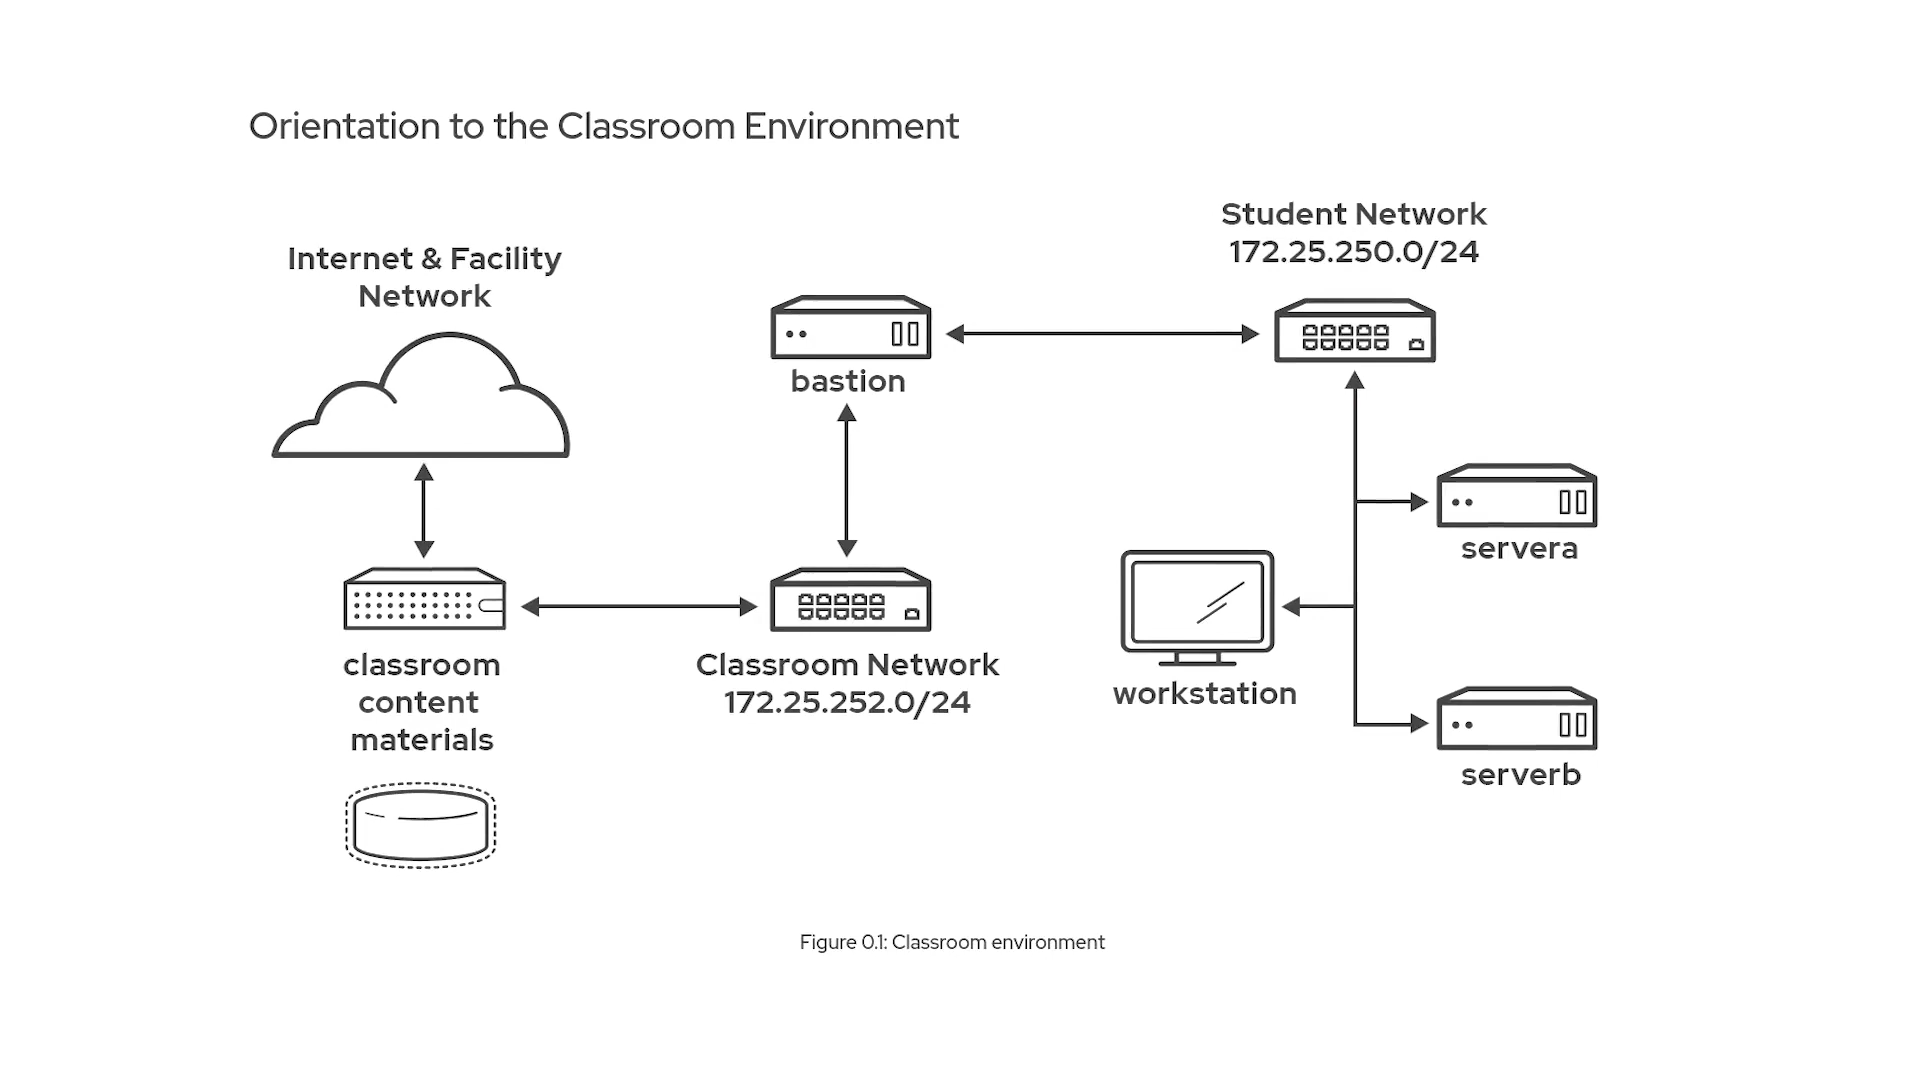 Orientation to the Classroom Environment
Internet & Facility
Network
Student Network
172.25.250.0/24
bastion
servera
classroom
content
materials
Classroom Network
172.25.252.0/24
workstation
serverb
Figure 0.1: Classroom environment